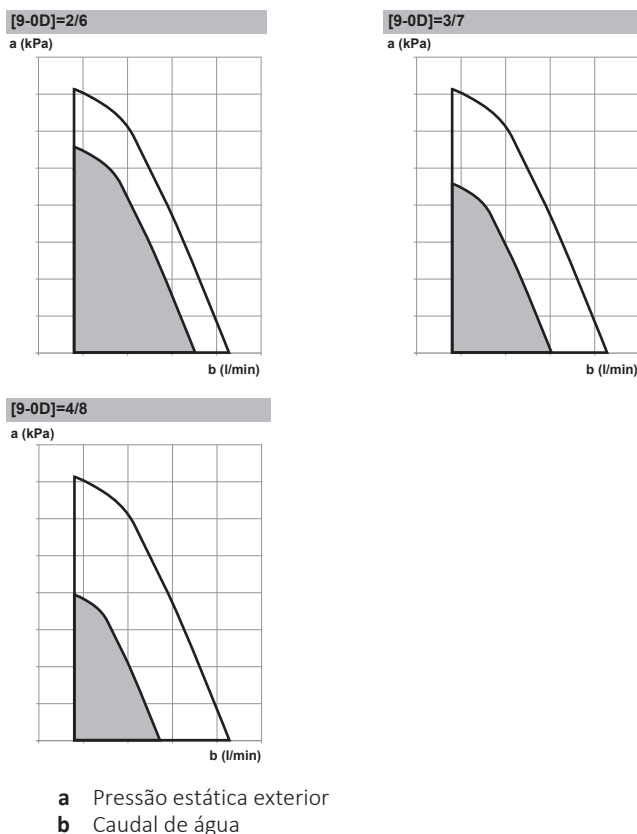 [9-0D]=2/6
a (kPa)
b (l/min)
[9-0D]=3/7
a (kPa)
b (l/min)
[9-0D]=4/8
a (kPa)
b (l/min)
a Pressão estática exterior
b Caudal de água